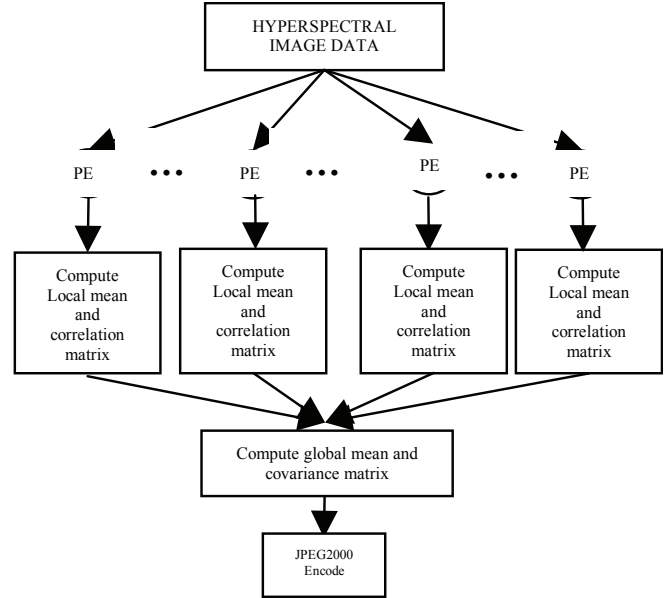 HYPERSPECTRAL
IMAGE DATA
PE ••• PE ••• PE ••• PE
Compute
Local mean
and
correlation
matrix
Compute
Local mean
and
correlation
matrix
Compute
Local mean
and
correlation
matrix
Compute
Local mean
and
correlation
matrix
Compute global mean and
covariance matrix
JPEG2000
Encode